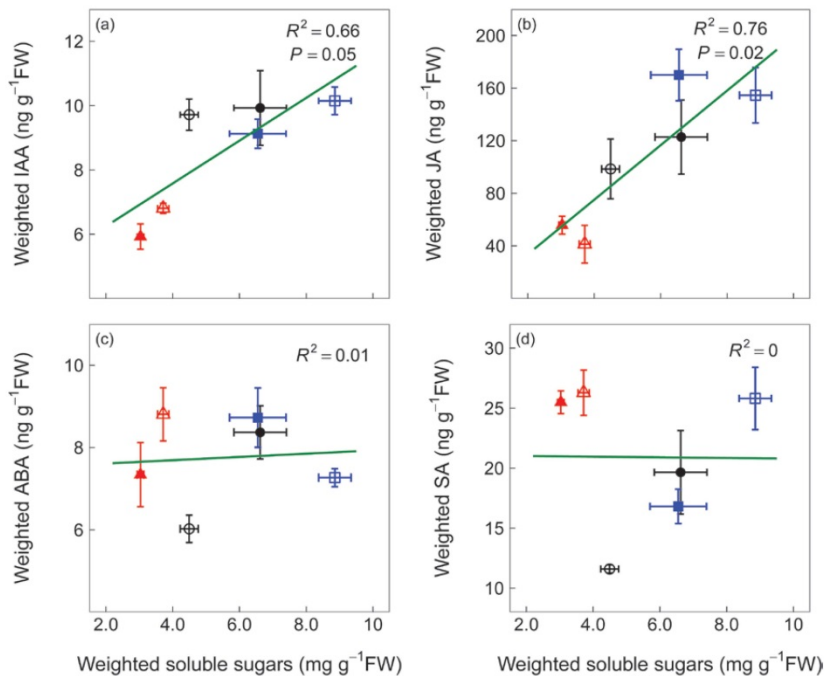 (a)
R² = 0.66
P = 0.05
12
10
8
6
Weighted IAA (ng g⁻¹FW)
(b)
R² = 0.76
P = 0.02
200
160
120
80
40
Weighted JA (ng g⁻¹FW)
(c)
R² = 0.01
10
8
6
Weighted ABA (ng g⁻¹FW)
2.0 4.0 6.0 8.0 10
Weighted soluble sugars (mg g⁻¹FW)
(d)
R² = 0
30
25
20
15
10
Weighted SA (ng g⁻¹FW)
2.0 4.0 6.0 8.0 10
Weighted soluble sugars (mg g⁻¹FW)